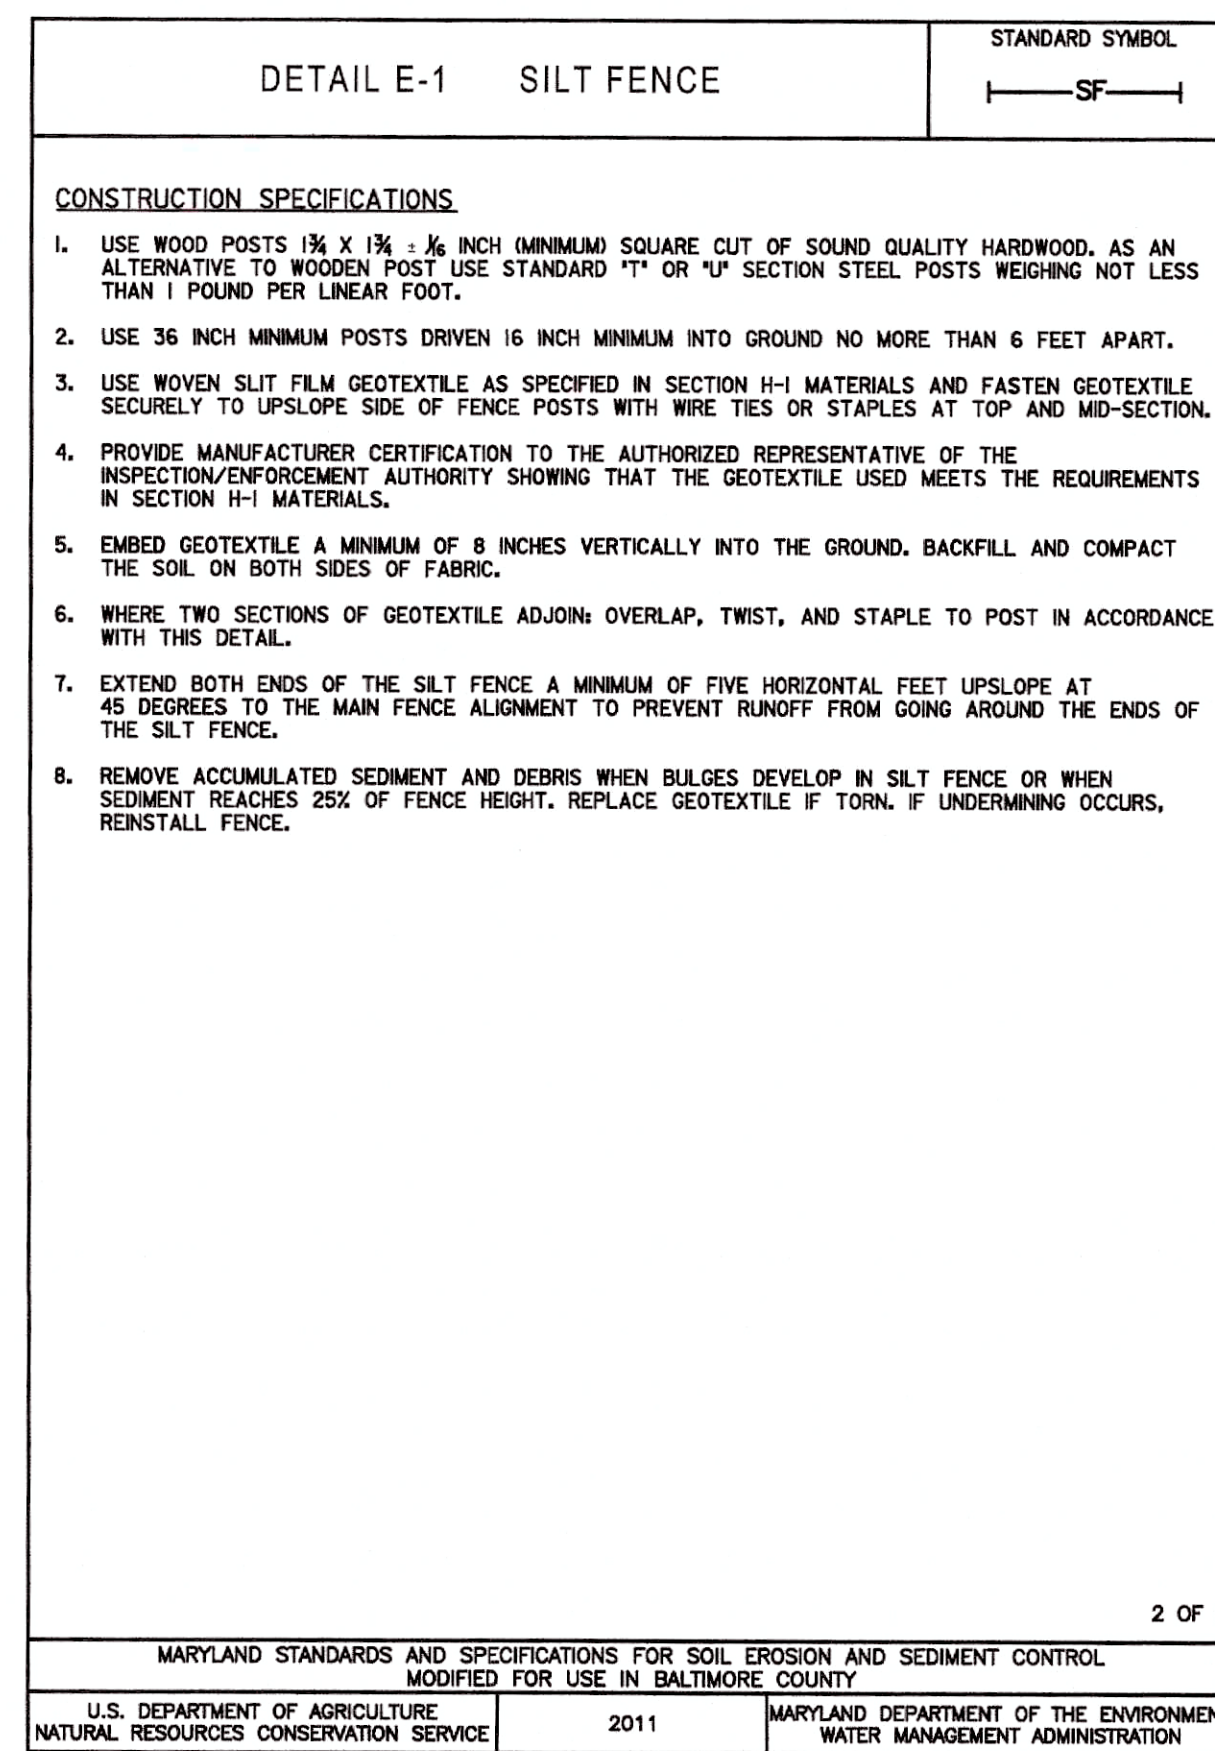 DETAIL E-1 SILT FENCE
STANDARD SYMBOL
SF
CONSTRUCTION SPECIFICATIONS
1. USE WOOD POSTS 1¾ X 1¾ ± 1/16 INCH (MINIMUM) SQUARE CUT OF SOUND QUALITY HARDWOOD. AS AN
ALTERNATIVE TO WOODEN POST USE STANDARD "T" OR "U" SECTION STEEL POSTS WEIGHING NOT LESS
THAN 1 POUND PER LINEAR FOOT.
2. USE 36 INCH MINIMUM POSTS DRIVEN 16 INCH MINIMUM INTO GROUND NO MORE THAN 6 FEET APART.
3. USE WOVEN SLIT FILM GEOTEXTILE AS SPECIFIED IN SECTION H-1 MATERIALS AND FASTEN GEOTEXTILE
SECURELY TO UPSLOPE SIDE OF FENCE POSTS WITH WIRE TIES OR STAPLES AT TOP AND MID-SECTION.
4. PROVIDE MANUFACTURER CERTIFICATION TO THE AUTHORIZED REPRESENTATIVE OF THE
INSPECTION/ENFORCEMENT AUTHORITY SHOWING THAT THE GEOTEXTILE USED MEETS THE REQUIREMENTS
IN SECTION H-1 MATERIALS.
5. EMBED GEOTEXTILE A MINIMUM OF 8 INCHES VERTICALLY INTO THE GROUND. BACKFILL AND COMPACT
THE SOIL ON BOTH SIDES OF FABRIC.
6. WHERE TWO SECTIONS OF GEOTEXTILE ADJOIN: OVERLAP, TWIST, AND STAPLE TO POST IN ACCORDANCE
WITH THIS DETAIL.
7. EXTEND BOTH ENDS OF THE SILT FENCE A MINIMUM OF FIVE HORIZONTAL FEET UPSLOPE AT
45 DEGREES TO THE MAIN FENCE ALIGNMENT TO PREVENT RUNOFF FROM GOING AROUND THE ENDS OF
THE SILT FENCE.
8. REMOVE ACCUMULATED SEDIMENT AND DEBRIS WHEN BULGES DEVELOP IN SILT FENCE OR WHEN
SEDIMENT REACHES 25% OF FENCE HEIGHT. REPLACE GEOTEXTILE IF TORN. IF UNDERMINING OCCURS,
REINSTALL FENCE.
2 OF
MARYLAND STANDARDS AND SPECIFICATIONS FOR SOIL EROSION AND SEDIMENT CONTROL
MODIFIED FOR USE IN BALTIMORE COUNTY
U.S. DEPARTMENT OF AGRICULTURE
NATURAL RESOURCES CONSERVATION SERVICE
2011
MARYLAND DEPARTMENT OF THE ENVIRONMEN
WATER MANAGEMENT ADMINISTRATION